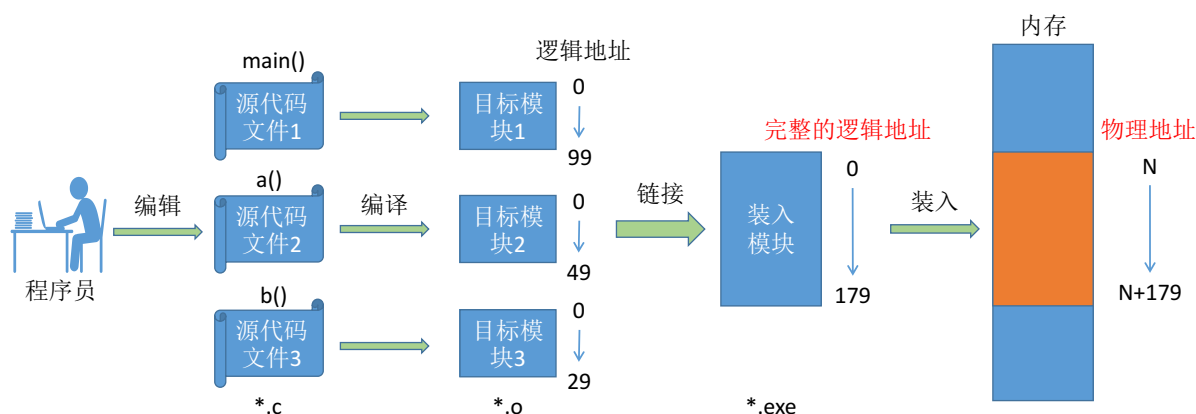 程序员
编辑
main()
源代码
文件1
a()
源代码
文件2
b()
源代码
文件3
*.c
编译
逻辑地址
目标模
块1
0
99
目标模
块2
0
49
目标模
块3
0
29
*.o
链接
装入
模块
*.exe
完整的逻辑地址
0
179
装入
内存
物理地址
N
N+179